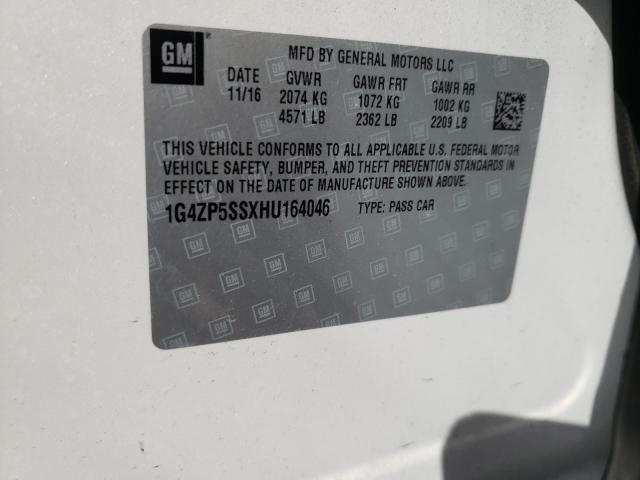 GM
MFD BY GENERAL MOTORS LLC
DATE GVWR GAWR FRT GAWR RR
11/16 2074 KG 1072 KG 1002 KG
4571 LB 2362 LB 2209 LB
THIS VEHICLE CONFORMS TO ALL APPLICABLE U.S. FEDERAL MOTOR
VEHICLE SAFETY, BUMPER, AND THEFT PREVENTION STANDARDS IN
EFFECT ON THE DATE OF MANUFACTURE SHOWN ABOVE.
1G4ZP5SSXHU164046 TYPE: PASS CAR